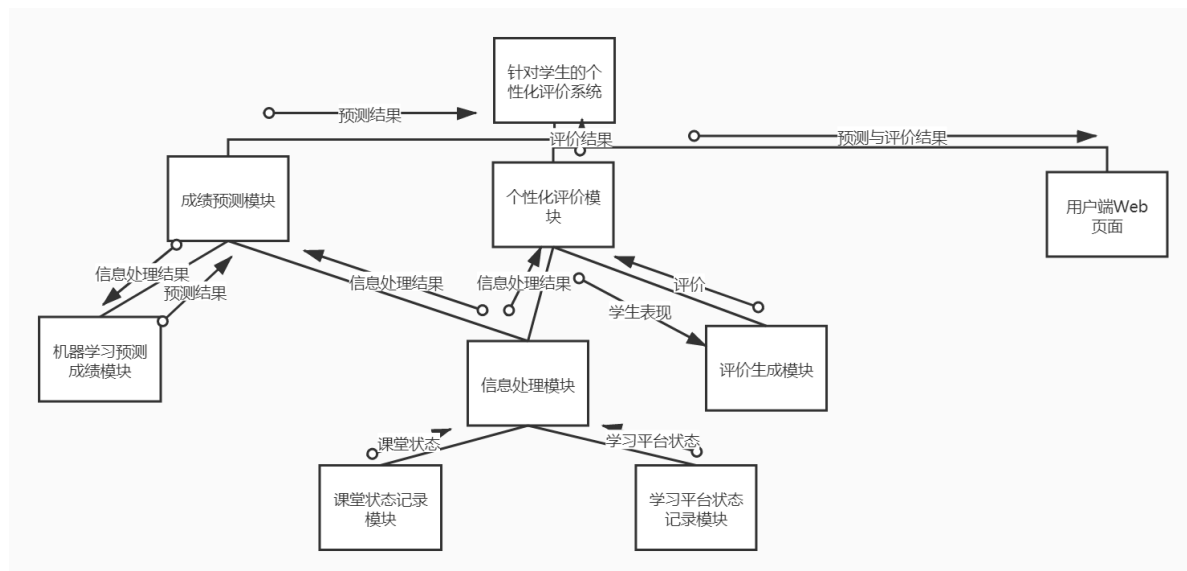 针对学生的个
性化评价系统
预测结果
评价结果
预测与评价结果
成绩预测模块
个性化评价模
块
用户端Web
页面
信息处理结果
预测结果
信息处理结果
信息处理结果
评价
学生表现
机器学习预测
成绩模块
信息处理模块
评价生成模块
课堂状态
学习平台状态
课堂状态记录
模块
学习平台状态
记录模块